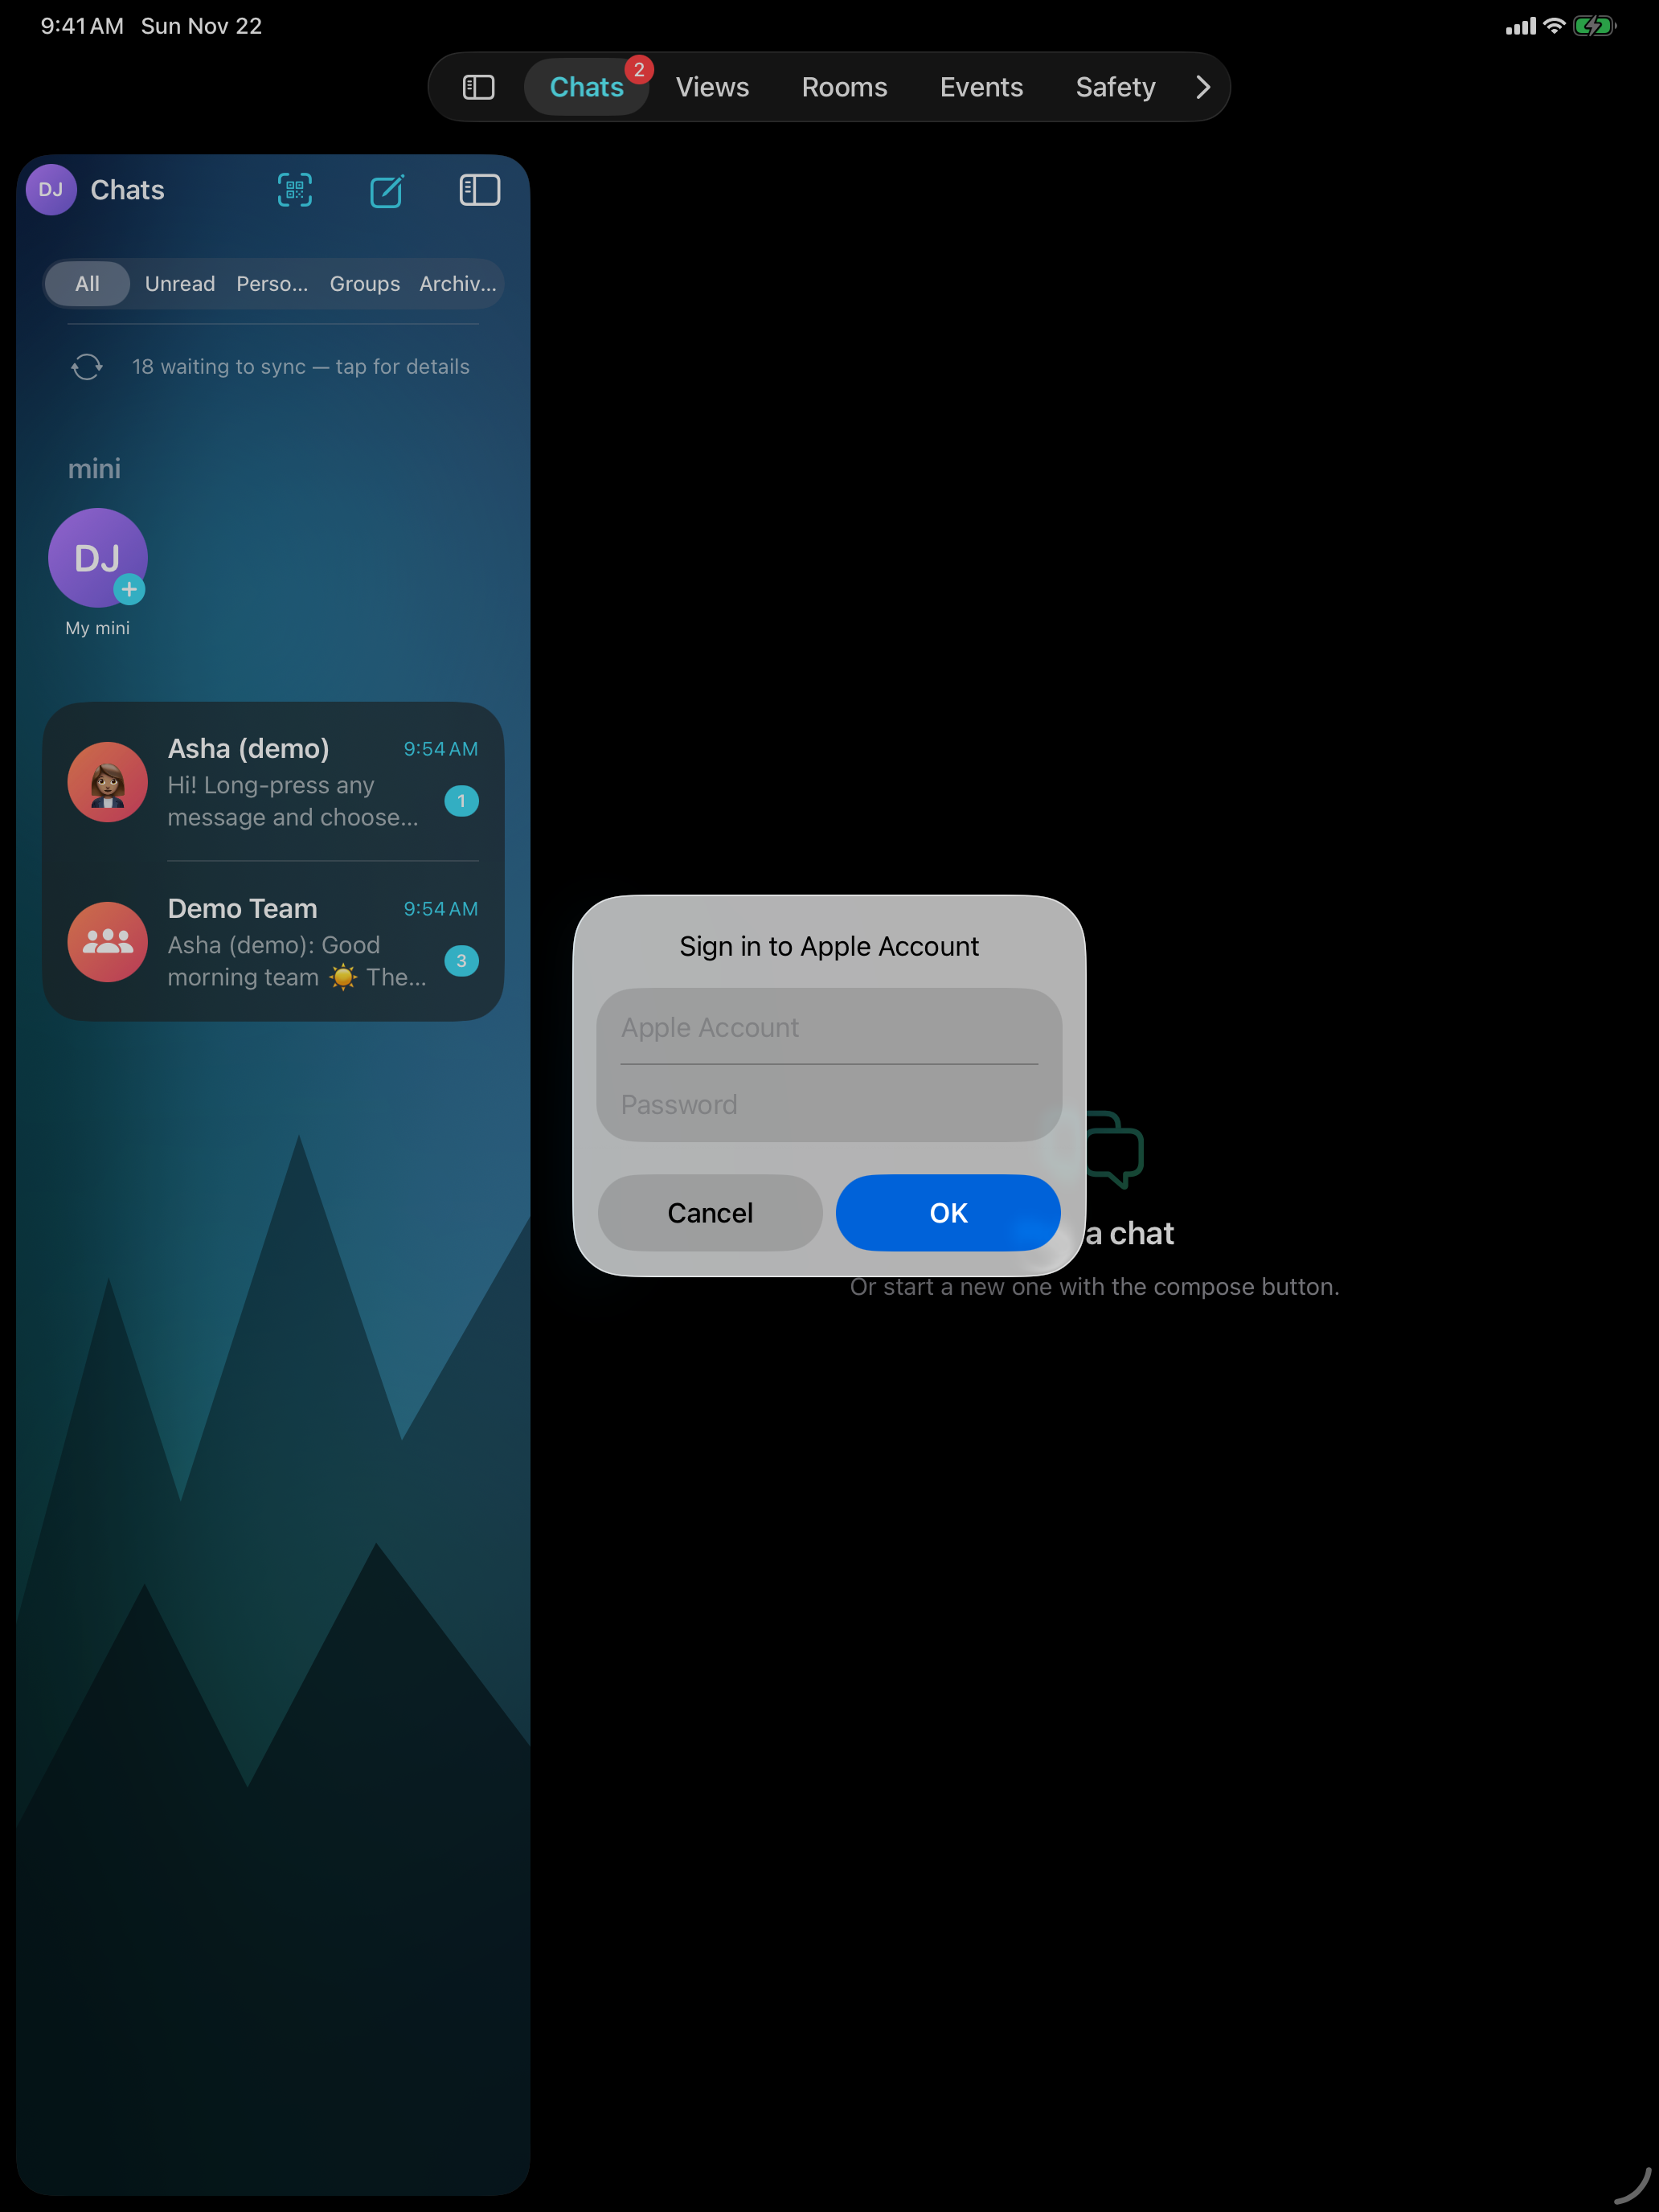 9:41 AM Sun Nov 22
Chats 2 Views Rooms Events Safety
DJ Chats
All Unread Perso... Groups Archiv...
18 waiting to sync — tap for details
mini
DJ
My mini
Asha (demo) 9:54 AM
Hi! Long-press any
message and choose... 1
Demo Team 9:54 AM
Asha (demo): Good
morning team ☀️ The... 3
Sign in to Apple Account
Apple Account
Password
Cancel OK
a chat
Or start a new one with the compose button.